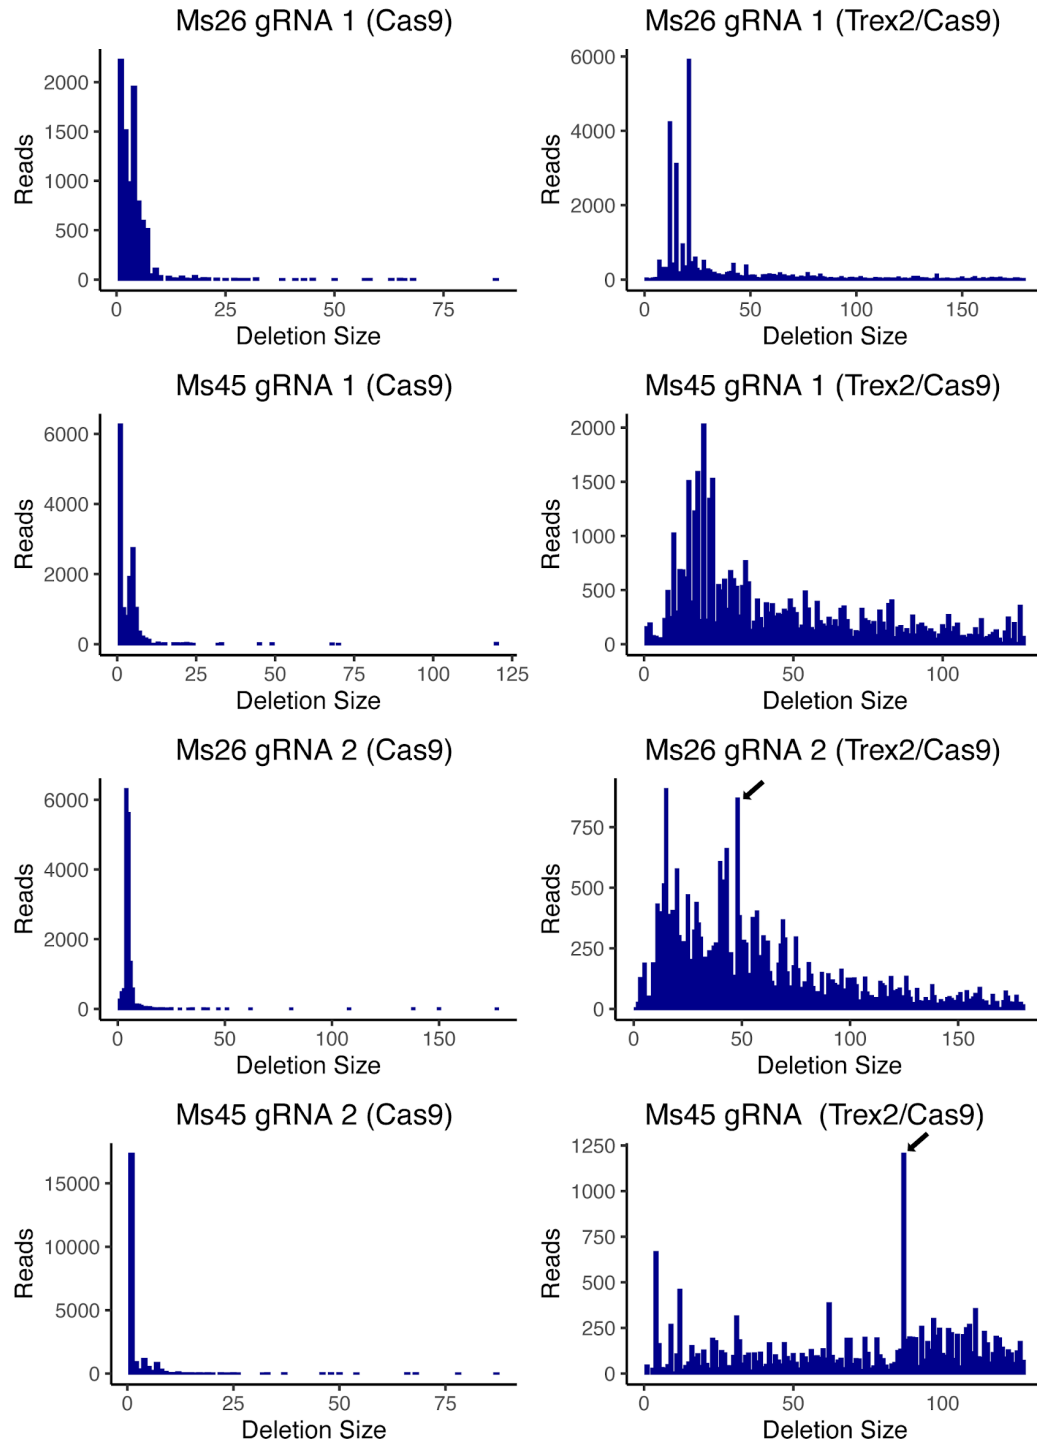 Ms26 gRNA 1 (Cas9)
2000
1500
1000
500
0
Reads
0 25 50 75
Deletion Size
Ms26 gRNA 1 (Trex2/Cas9)
6000
4000
2000
0
Reads
0 50 100 150
Deletion Size
Ms45 gRNA 1 (Cas9)
6000
4000
2000
0
Reads
0 25 50 75 100 125
Deletion Size
Ms45 gRNA 1 (Trex2/Cas9)
2000
1500
1000
500
0
Reads
0 50 100
Deletion Size
Ms26 gRNA 2 (Cas9)
6000
4000
2000
0
Reads
0 50 100 150
Deletion Size
Ms26 gRNA 2 (Trex2/Cas9)
750
500
250
0
Reads
0 50 100 150
Deletion Size
Ms45 gRNA 2 (Cas9)
15000
10000
5000
0
Reads
0 25 50 75
Deletion Size
Ms45 gRNA  (Trex2/Cas9)
1250
1000
750
500
250
0
Reads
0 50 100
Deletion Size